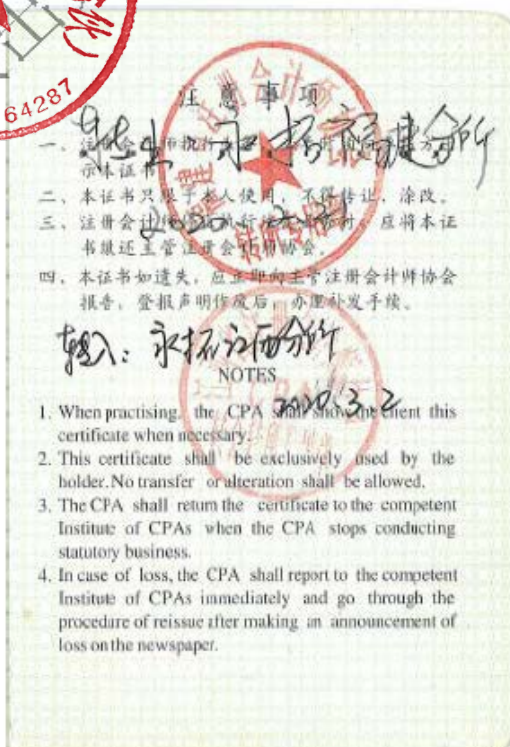 64287
注意事项
转出:永拓福建分所
一、注册会计师执行业务,必要时须向委托方出
示本证书。
二、本证书只限于本人使用,不得转让、涂改。
三、注册会计师停止执行法定业务时,应将本证
书缴还主管注册会计师协会。
四、本证书如遗失,应立即向主管注册会计师协会
报告,登报声明作废后,办理补发手续。
转所专用章
转入:永拓江西分所
NOTES
2020.3.2
1. When practising, the CPA shall show the client this
certificate when necessary.
2. This certificate shall be exclusively used by the
holder. No transfer or alteration shall be allowed.
3. The CPA shall return the certificate to the competent
Institute of CPAs when the CPA stops conducting
statutory business.
4. In case of loss, the CPA shall report to the competent
Institute of CPAs immediately and go through the
procedure of reissue after making an announcement of
loss on the newspaper.